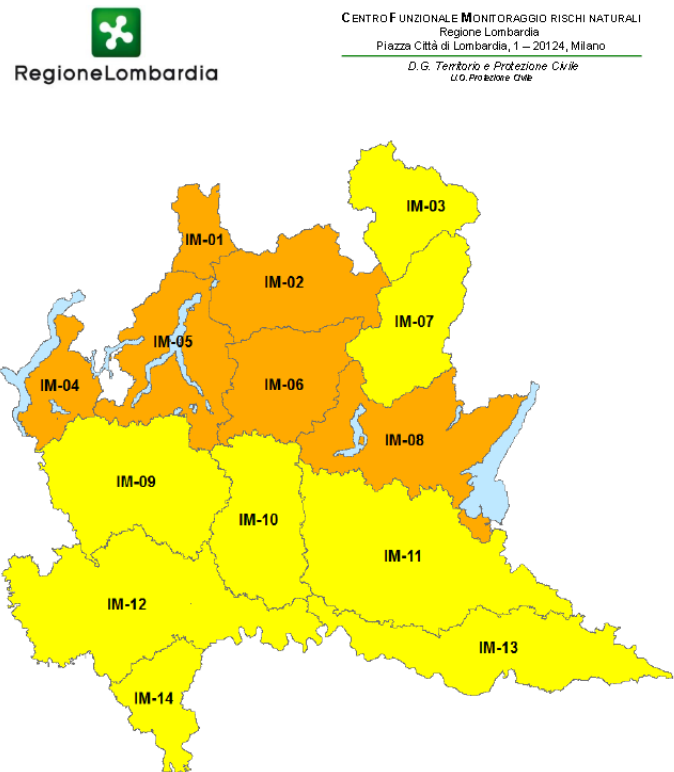 RegioneLombardia
CENTRO FUNZIONALE MONITORAGGIO RISCHI NATURALI
Regione Lombardia
Piazza Città di Lombardia, 1 – 20124, Milano
D.G. Territorio e Protezione Civile
U.O. Protezione Civile
IM-03
IM-01
IM-02
IM-07
IM-05
IM-04
IM-06
IM-08
IM-09
IM-10
IM-11
IM-12
IM-13
IM-14